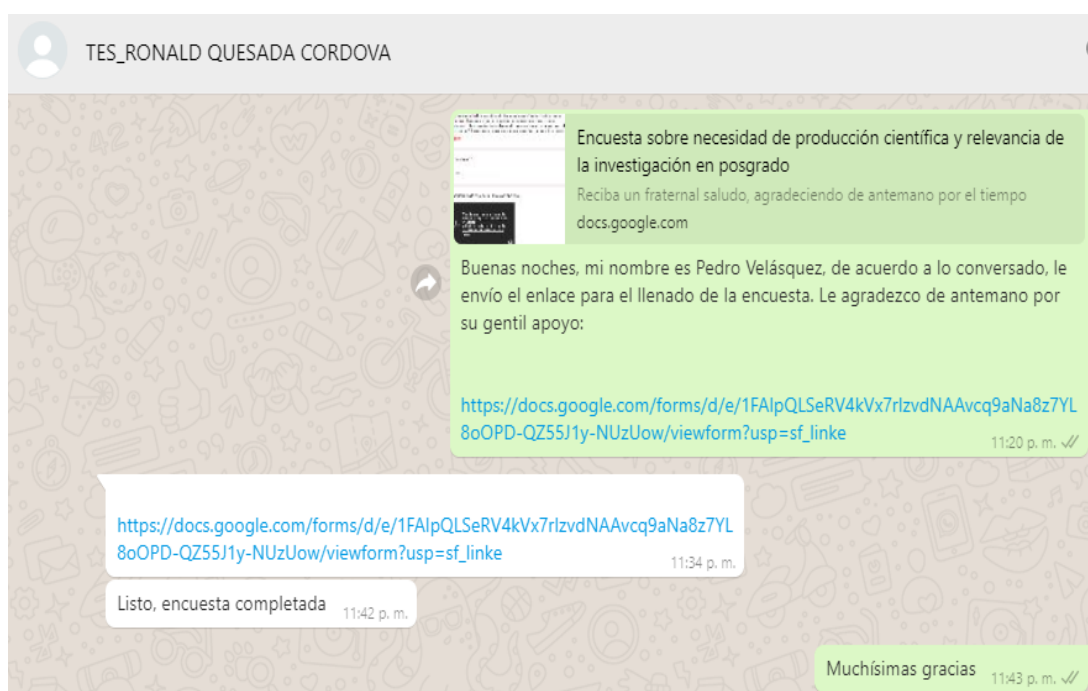 TES_RONALD QUESADA CORDOVA
Encuesta sobre necesidad de producción científica y relevancia de
la investigación en posgrado
Reciba un fraternal saludo, agradeciendo de antemano por el tiempo
docs.google.com
Buenas noches, mi nombre es Pedro Velásquez, de acuerdo a lo conversado, le
envío el enlace para el llenado de la encuesta. Le agradezco de antemano por
su gentil apoyo:
https://docs.google.com/forms/d/e/1FAIpQLSeRV4kVx7rIzvdNAAvcq9aNa8z7YL
8oOPD-QZ55J1y-NUzUow/viewform?usp=sf_linke
11:20 p. m.
https://docs.google.com/forms/d/e/1FAIpQLSeRV4kVx7rIzvdNAAvcq9aNa8z7YL
8oOPD-QZ55J1y-NUzUow/viewform?usp=sf_linke
11:34 p. m.
Listo, encuesta completada 11:42 p. m.
Muchísimas gracias 11:43 p. m.